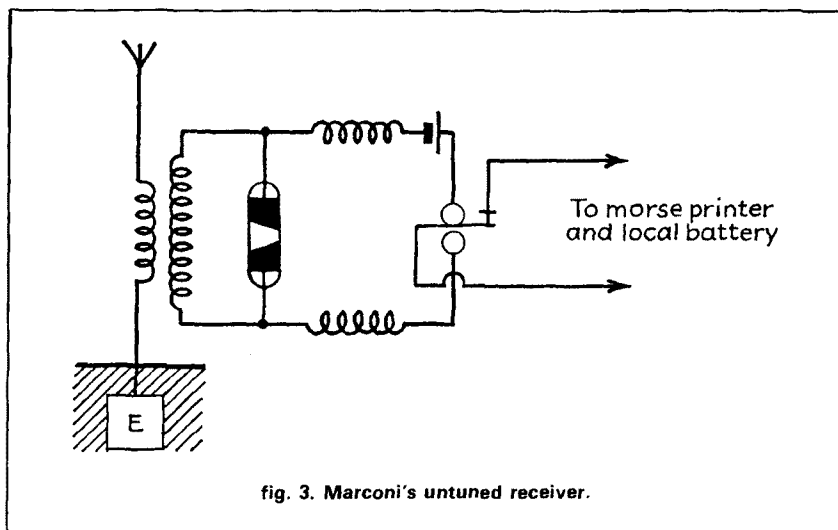 To morse printer
and local battery
E
fig. 3. Marconi's untuned receiver.